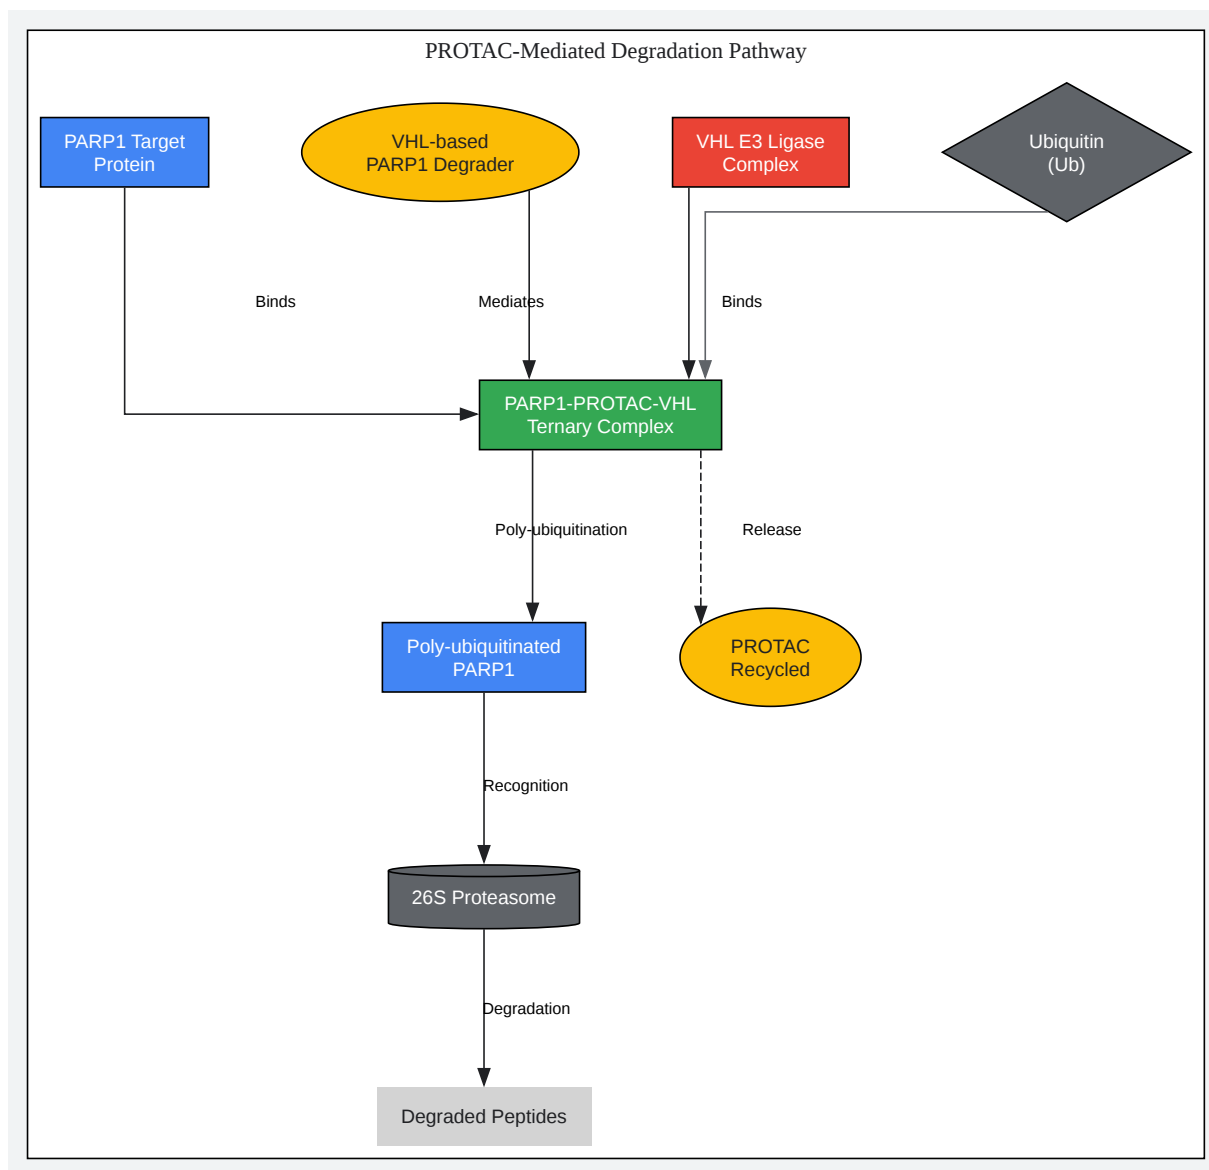 PROTAC-Mediated Degradation Pathway
PARP1 Target
Protein
VHL-based
PARP1 Degrader
VHL E3 Ligase
Complex
Ubiquitin
(Ub)
Binds
Mediates
Binds
PARP1-PROTAC-VHL
Ternary Complex
Poly-ubiquitination
Release
Poly-ubiquitinated
PARP1
PROTAC
Recycled
Recognition
26S Proteasome
Degradation
Degraded Peptides